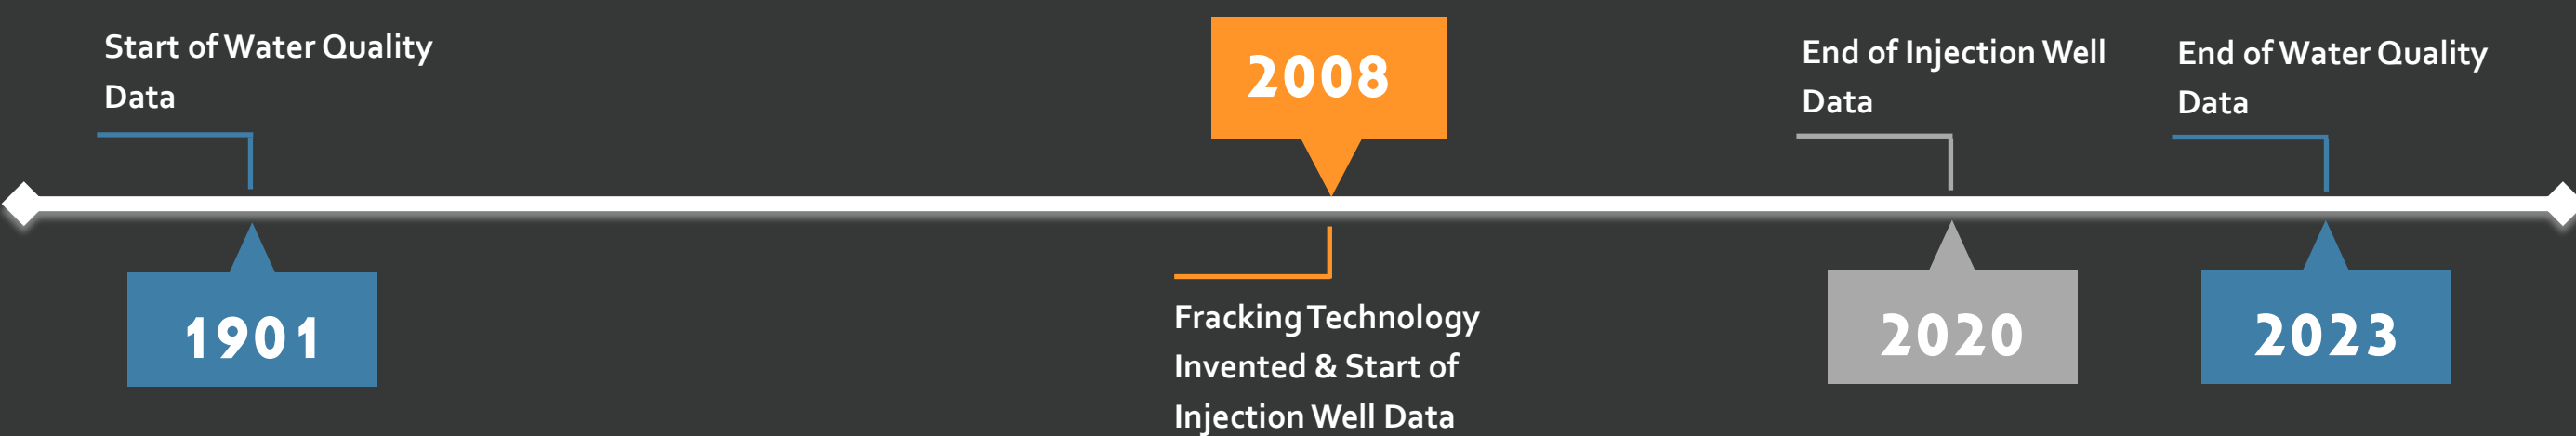 Start of Water Quality
Data
1901
2008
Fracking Technology
Invented & Start of
Injection Well Data
End of Injection Well
Data
2020
End of Water Quality
Data
2023